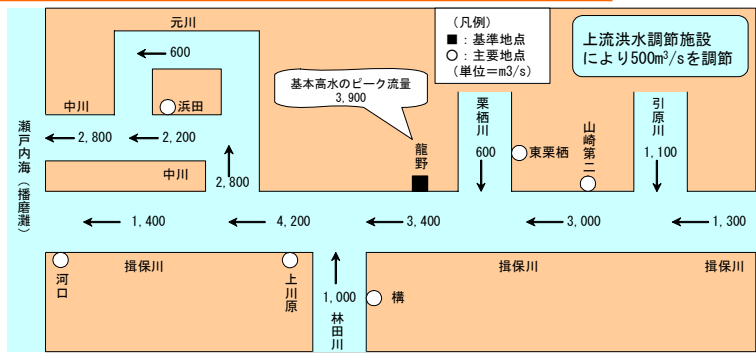 元川
600
(凡例)
■:基準地点
○:主要地点
(単位=m3/s)
上流洪水調節施設
により500m³/sを調節
基本高水のピーク流量
3,900
中川
浜田
2,800
2,200
中川
2,800
瀬戸内海(播磨灘)
龍野
栗栖川
600
東栗栖
山崎第二
引原川
1,100
1,400
4,200
3,400
3,000
1,300
河口
揖保川
上川原
1,000
林田川
構
揖保川
揖保川